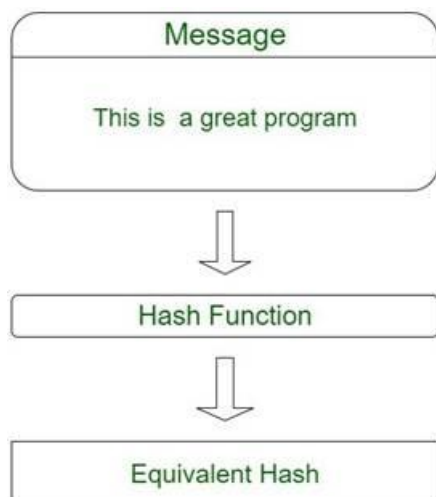 Message
This is  a great program
Hash Function
Equivalent Hash